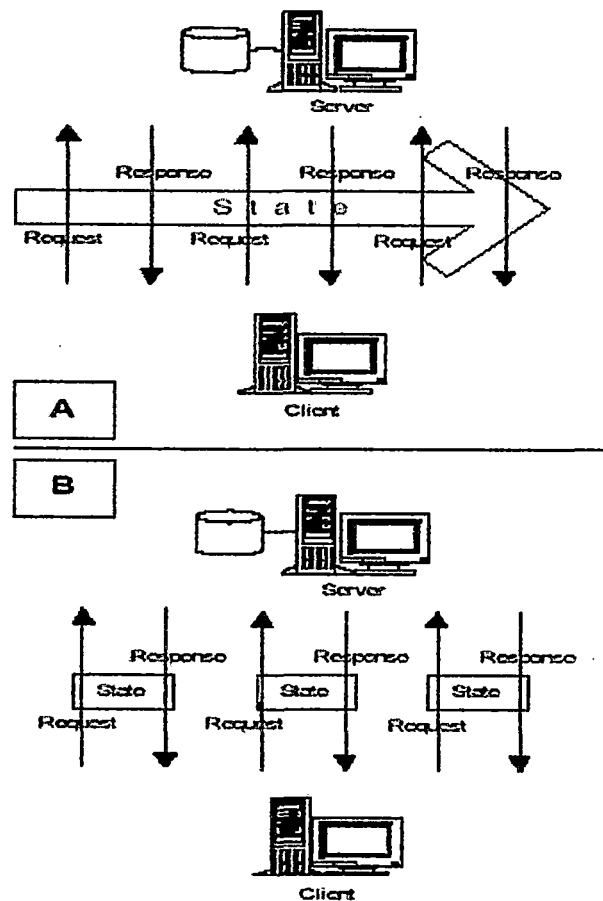 Server
Response Response Response
State
Request Request Request
Client
A
B
Server
Response Response Response
State State State
Request Request Request
Client